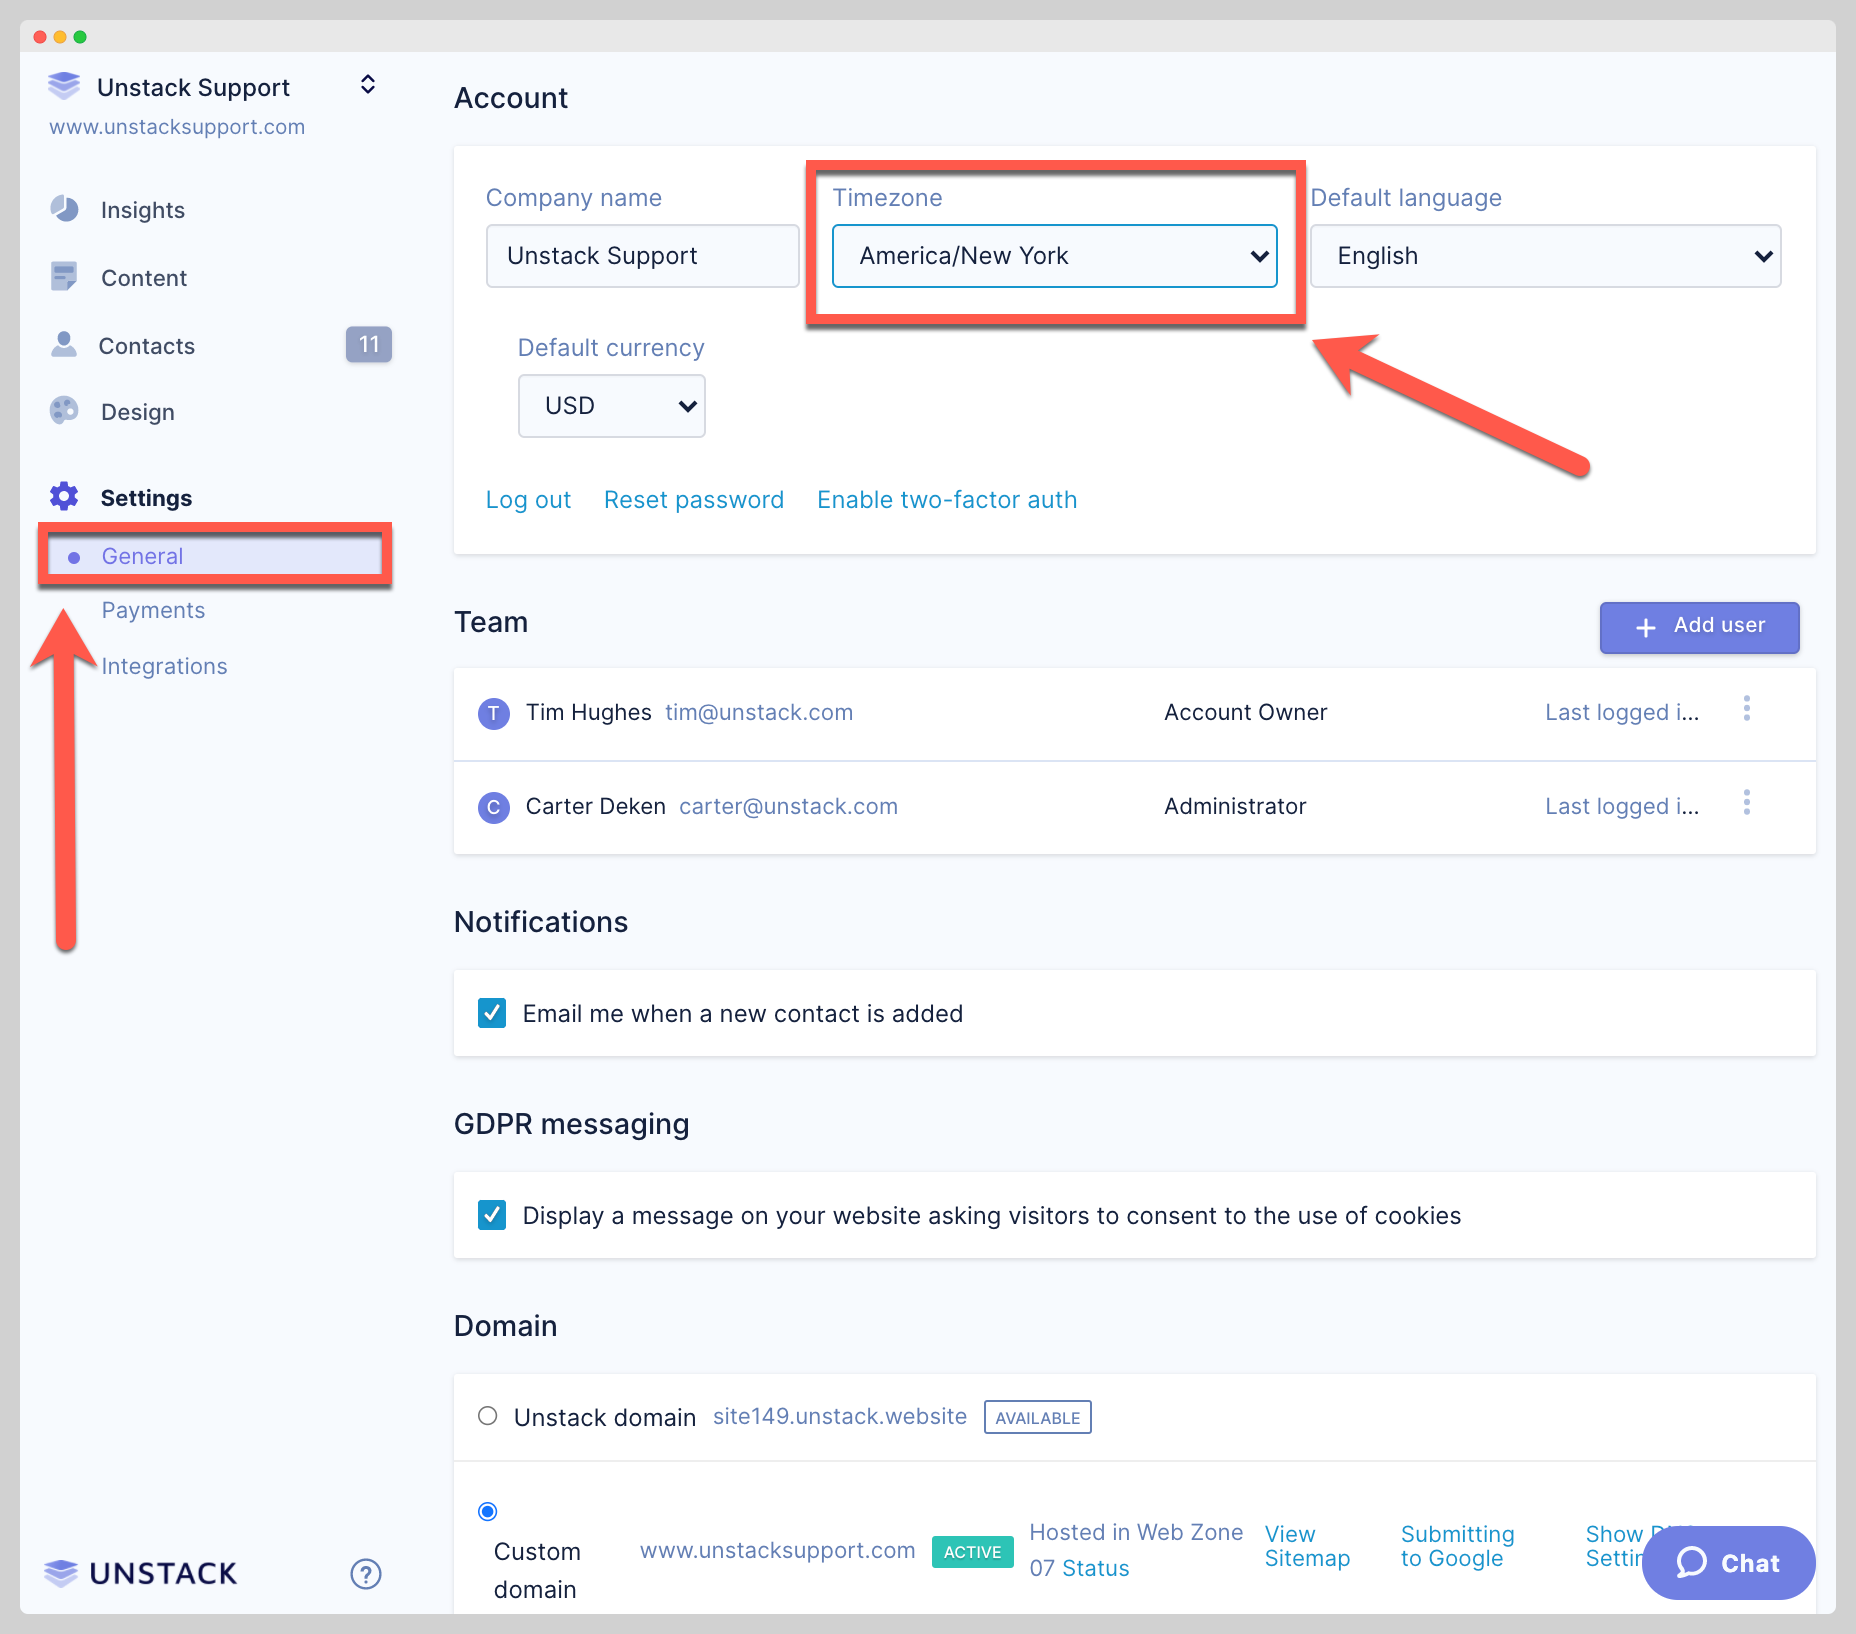 Unstack Support
www.unstacksupport.com
Insights
Content
Contacts 11
Design
Settings
General
Payments
Integrations
UNSTACK ?
Account
Company name Timezone Default language
Unstack Support America/New York English
Default currency
USD
Log out Reset password Enable two-factor auth
Team + Add user
T Tim Hughes tim@unstack.com Account Owner Last logged i...
C Carter Deken carter@unstack.com Administrator Last logged i...
Notifications
Email me when a new contact is added
GDPR messaging
Display a message on your website asking visitors to consent to the use of cookies
Domain
Unstack domain site149.unstack.website AVAILABLE
Custom domain www.unstacksupport.com ACTIVE Hosted in Web Zone 07 Status View Sitemap Submitting to Google Show
Chat